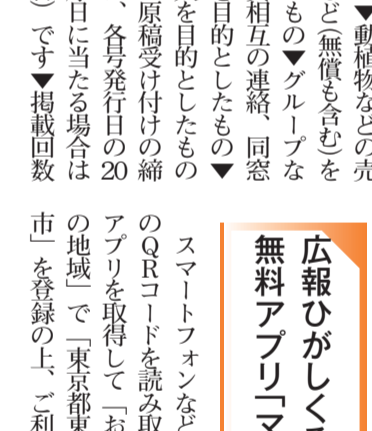 ▼動植物などの売
ど(無償も含む)を
もの▼グループな
相互の連絡、同窓
目的としたもの▼
を目的としたもの
原稿受け付けの締
、各号発行日の20
日に当たる場合は
)です▼掲載回数
広報ひがしく
無料アプリ「マ
スマートフォンなど
のQRコードを読み取
アプリを取得して「お
の地域」で「東京都東
市」を登録の上、ご利